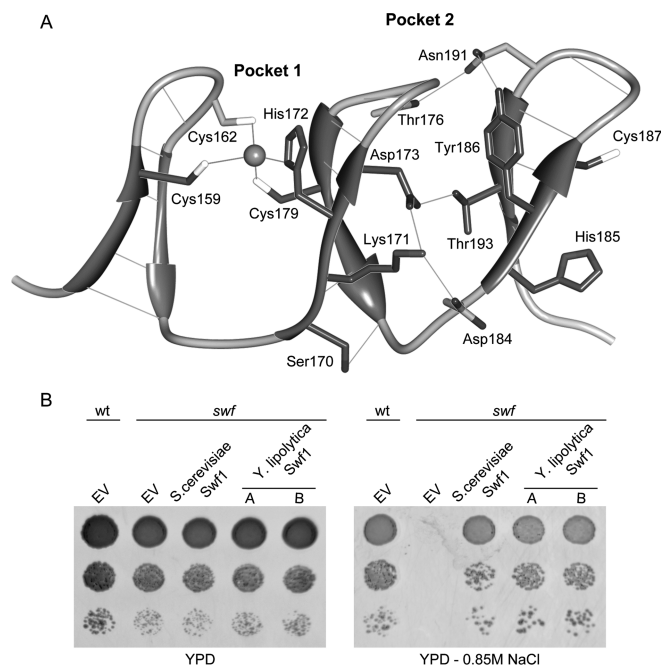 A
Pocket 2
Asn191
Pocket 1
Cys162
His172
Thr176
Tyr186
Cys187
Asp173
Cys159
Cys179
Thr193
His185
Lys171
Asp184
Ser170
B
wt
swf
wt
swf
EV
EV
S.cerevisiae Swf1
Y. lipolytica Swf1
A
B
EV
EV
S.cerevisiae Swf1
Y. lipolytica Swf1
A
B
YPD
YPD - 0.85M NaCl